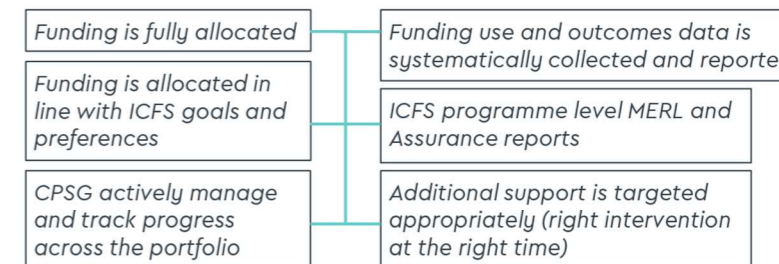 Funding is fully allocated
Funding is allocated in
line with ICFS goals and
preferences
CPSG actively manage
and track progress
across the portfolio
Funding use and outcomes data is
systematically collected and reporte
ICFS programme level MERL and
Assurance reports
Additional support is targeted
appropriately (right intervention
at the right time)